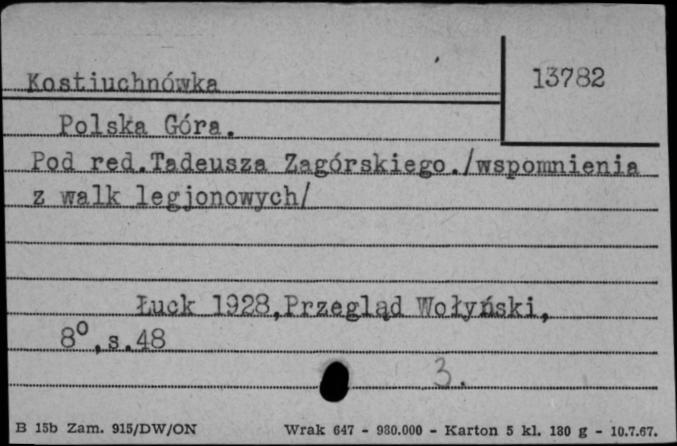 Kostiuchnówka
13782
Polska Góra.
Pod red.Tadeusza Zagórskiego./wspomnienia
z walk legjonowych/
Łuck 1928,Przegląd Wołyński,
8°,s.48
3.
B 15b Zam. 915/DW/ON Wrak 647 - 980.000 - Karton 5 kl. 180 g - 10.7.67.